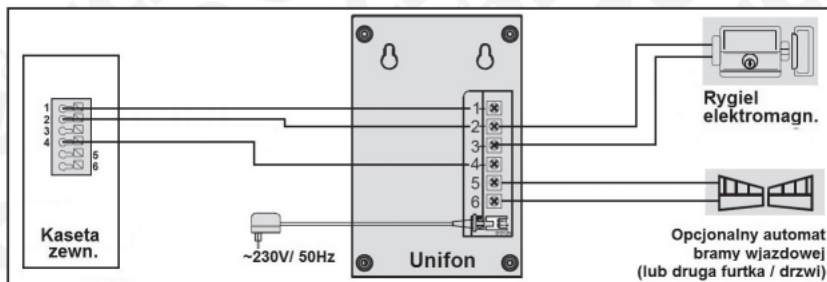 1
2
3
4
5
6
Kaseta
zewn.
~230V/ 50Hz
1
2
3
4
5
6
Unifon
Rygiel
elektromagn.
Opcjonalny automat
bramy wjazdowej
(lub druga furtka / drzwi)